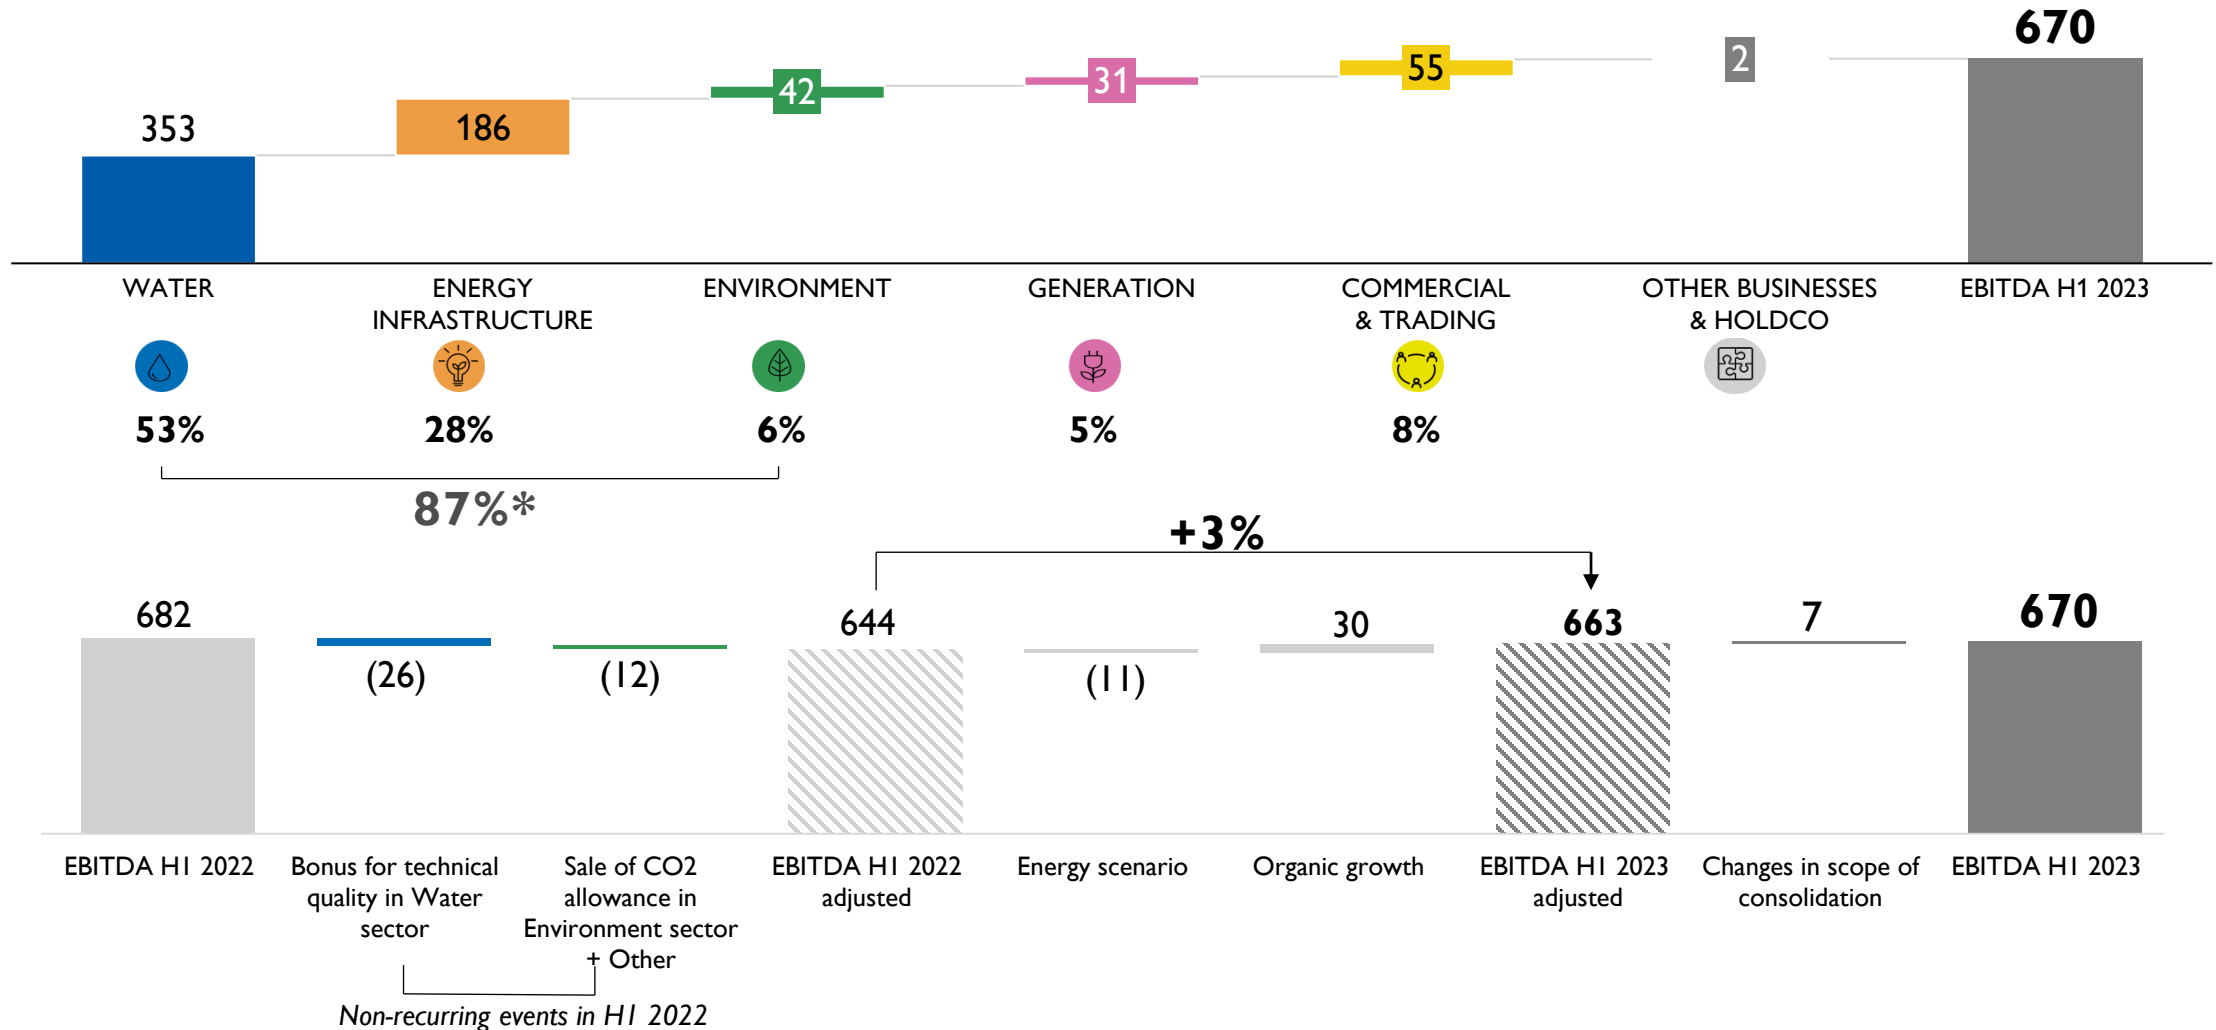 670
353
186
42
31
55
2
WATER
ENERGY
INFRASTRUCTURE
ENVIRONMENT
GENERATION
COMMERCIAL
& TRADING
OTHER BUSINESSES
& HOLDCO
EBITDA H1 2023
53%
28%
6%
5%
8%
87%*
+3%
682
(26)
(12)
644
(11)
30
663
7
670
EBITDA H1 2022
Bonus for technical
quality in Water
sector
Sale of CO2
allowance in
Environment sector
+ Other
EBITDA H1 2022
adjusted
Energy scenario
Organic growth
EBITDA H1 2023
adjusted
Changes in scope of
consolidation
EBITDA H1 2023
Non-recurring events in H1 2022